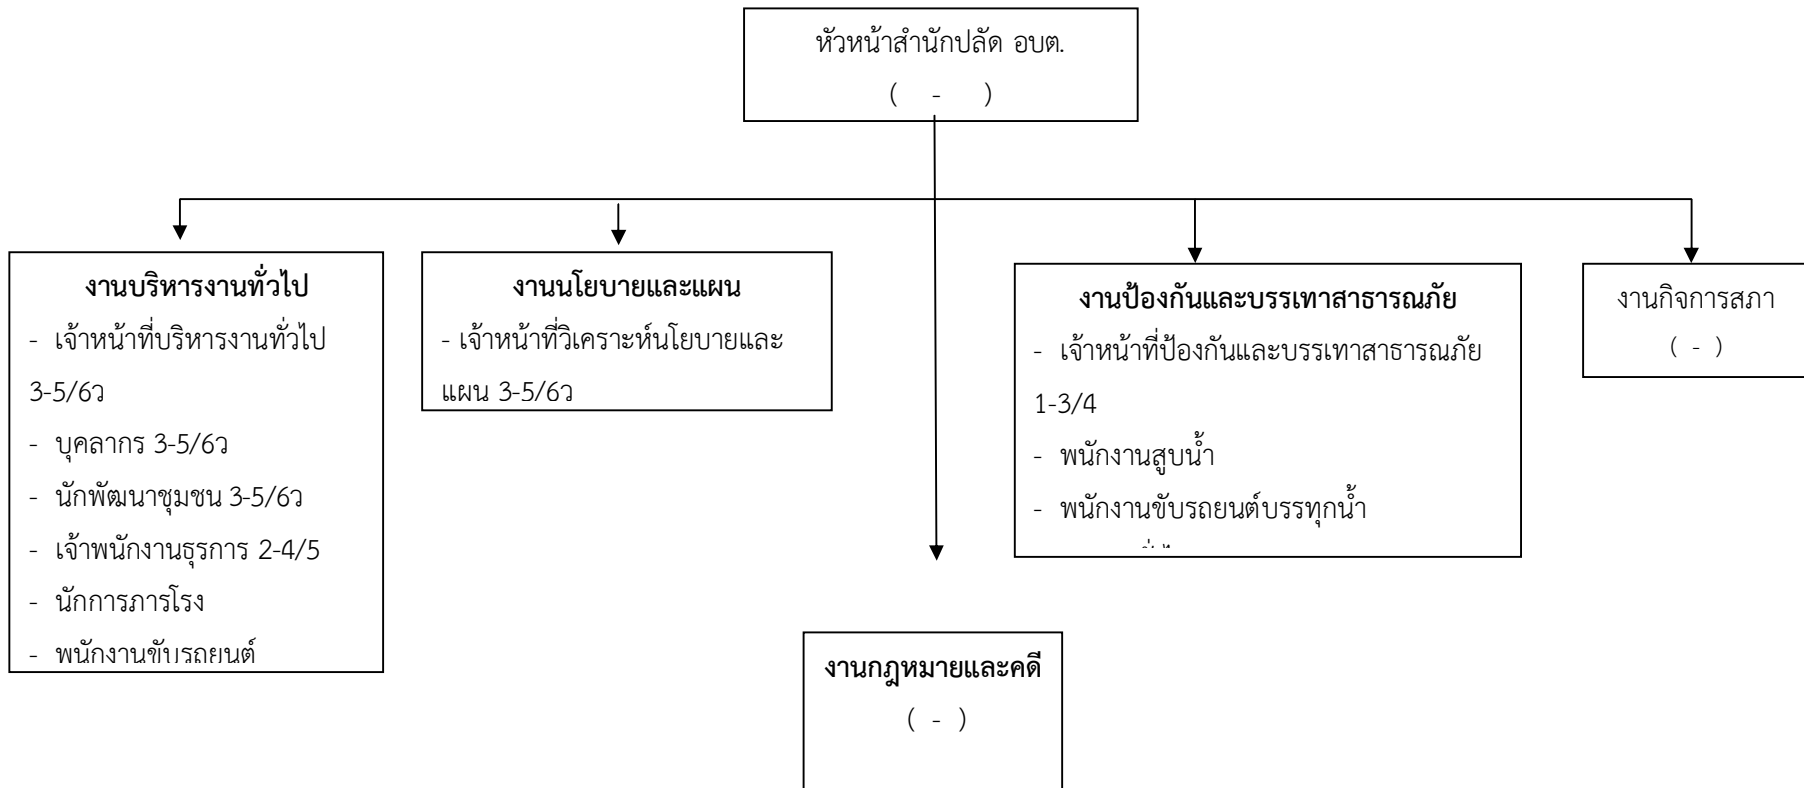 หัวหน้าสำนักปลัด อบต.
( - )
งานบริหารงานทั่วไป
- เจ้าหน้าที่บริหารงานทั่วไป
3-5/6ว
- บุคลากร 3-5/6ว
- นักพัฒนาชุมชน 3-5/6ว
- เจ้าพนักงานธุรการ 2-4/5
- นักการภารโรง
- พนักงานขับรถยนต์
งานนโยบายและแผน
- เจ้าหน้าที่วิเคราะห์นโยบายและ
แผน 3-5/6ว
งานป้องกันและบรรเทาสาธารณภัย
- เจ้าหน้าที่ป้องกันและบรรเทาสาธารณภัย
1-3/4
- พนักงานสูบน้ำ
- พนักงานขับรถยนต์บรรทุกน้ำ
งานกิจการสภา
( - )
งานกฎหมายและคดี
( - )